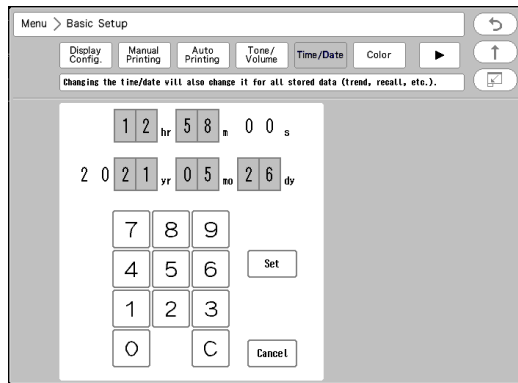 Menu > Basic Setup
Display Config. Manual Printing Auto Printing Tone/ Volume Time/Date Color ▶
Changing the time/date will also change it for all stored data (trend, recall, etc.).
1 2 hr 5 8 m 0 0 s
2 0 2 1 yr 0 5 mo 2 6 dy
7 8 9
4 5 6 Set
1 2 3
0 C Cancel